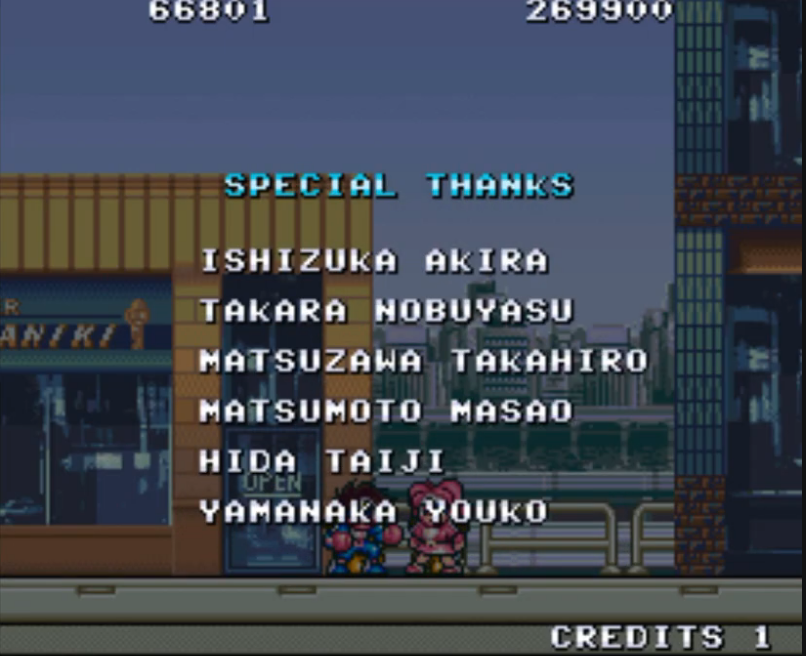 66801 269900
SPECIAL THANKS
ISHIZUKA AKIRA
TAKARA NOBUYASU
R
ANIKI
MATSUZAWA TAKAHIRO
MATSUMOTO MASAO
HIDA TAIJI
OPEN
YAMANAKA YOUKO
CREDITS 1